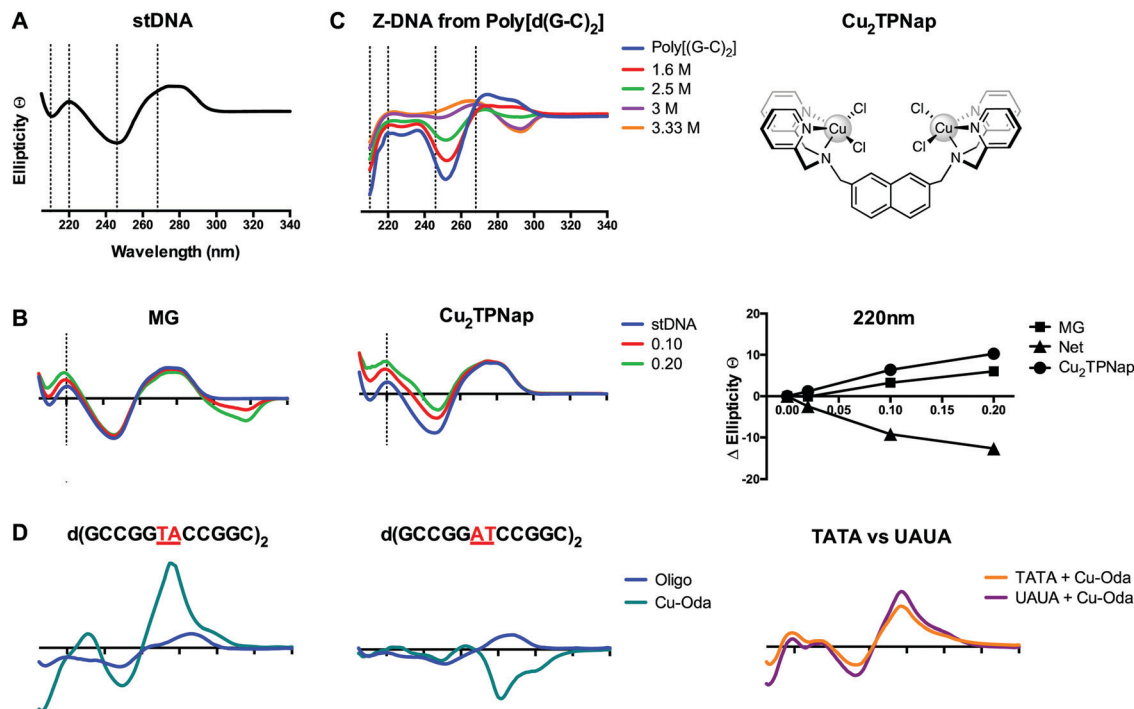 A
stDNA
Ellipticity Θ
220 240 260 280 300 320 340
Wavelength (nm)
C
Z-DNA from Poly[d(G-C)₂]
Poly[(G-C)₂]
1.6 M
2.5 M
3 M
3.33 M
220 240 260 280 300 320 340
Cu₂TPNap
N
N
N
Cu
Cl
Cl
Cl
Cl
Cu
N
N
N
B
MG
Cu₂TPNap
stDNA
0.10
0.20
220nm
Δ Ellipticity Θ
20
10
0
-10
-20
0.00 0.05 0.10 0.15 0.20
MG
Net
Cu₂TPNap
D
d(GCCGGTACCGGC)₂
d(GCCGGATCCGGC)₂
Oligo
Cu-Oda
TATA vs UAUA
TATA + Cu-Oda
UAUA + Cu-Oda